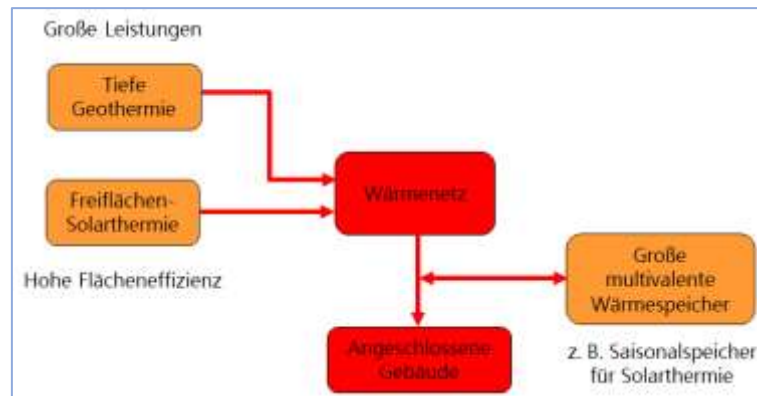 Große Leistungen
Tiefe
Geothermie
Freiflächen-
Solarthermie
Hohe Flächeneffizienz
Wärmenetz
Große
multivalente
Wärmespeicher
z. B. Saisonalspeicher
für Solarthermie
Angeschlossene
Gebäude